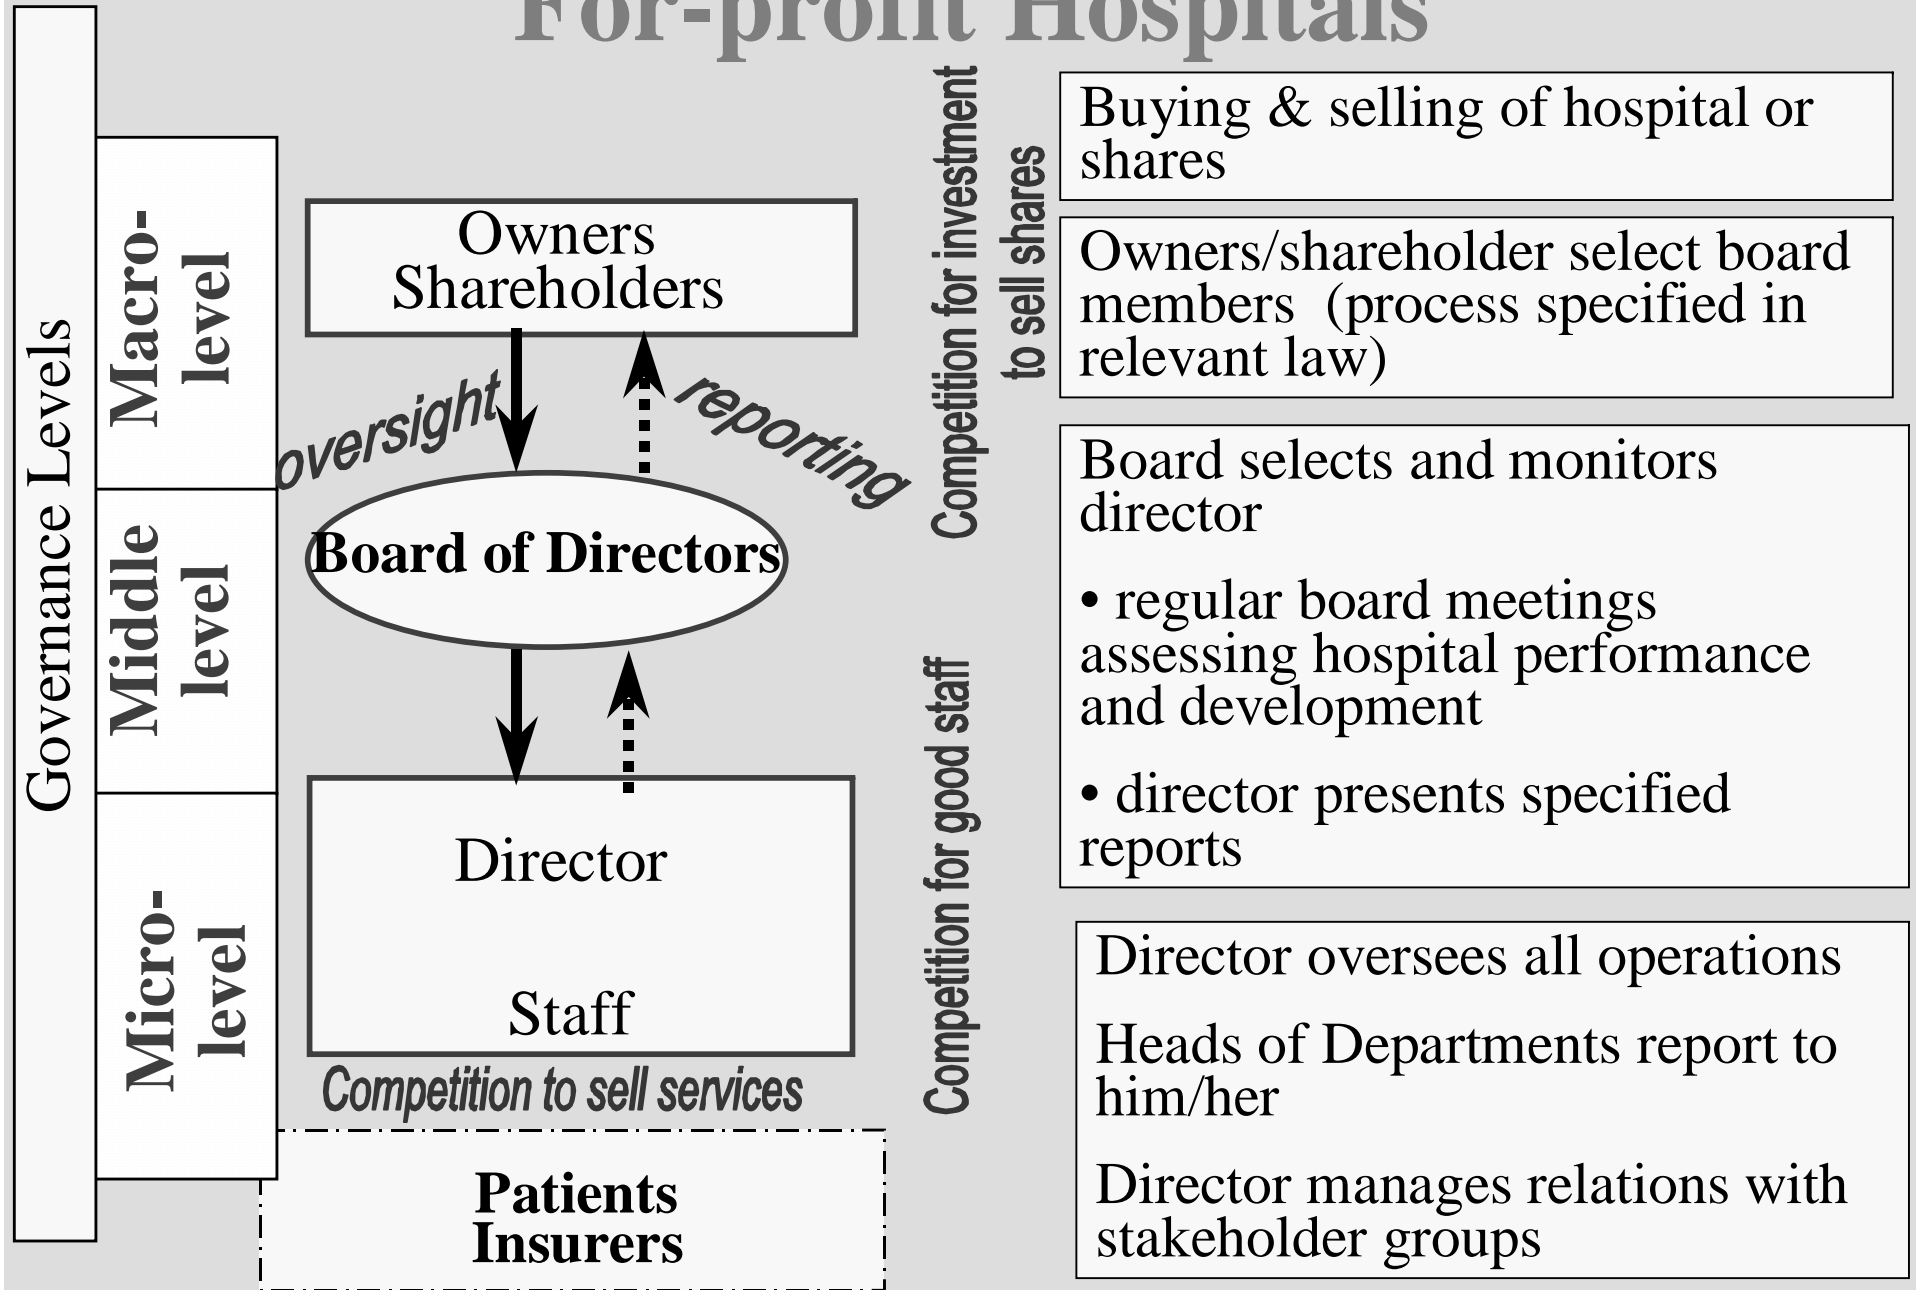 For-profit Hospitals
Governance Levels
Macro-
level
Middle
level
Micro-
level
Owners
Shareholders
oversight
reporting
Board of Directors
Director
Staff
Competition to sell services
Patients
Insurers
Competition for investment
to sell shares
Competition for good staff
Buying & selling of hospital or
shares
Owners/shareholder select board
members (process specified in
relevant law)
Board selects and monitors
director
• regular board meetings
assessing hospital performance
and development
• director presents specified
reports
Director oversees all operations
Heads of Departments report to
him/her
Director manages relations with
stakeholder groups